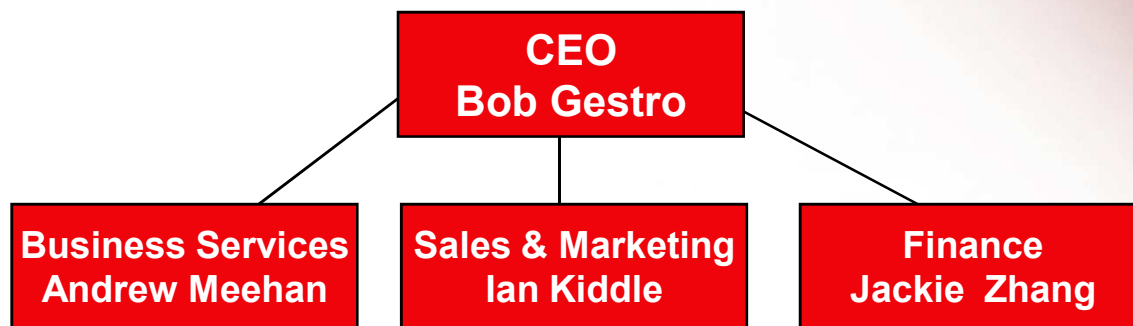 CEO
Bob Gestro
Business Services
Andrew Meehan
Sales & Marketing
Ian Kiddle
Finance
Jackie Zhang